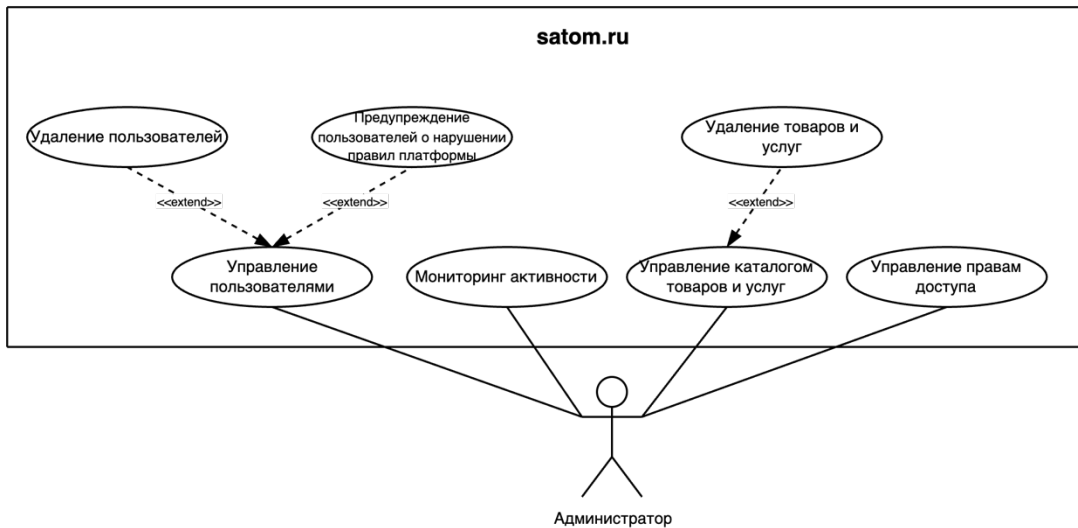 satom.ru
Удаление пользователей
Предупреждение
пользователей о нарушении
правил платформы
Удаление товаров и
услуг
<<extend>>
<<extend>>
<<extend>>
Управление
пользователями
Мониторинг активности
Управление каталогом
товаров и услуг
Управление правам
доступа
Администратор